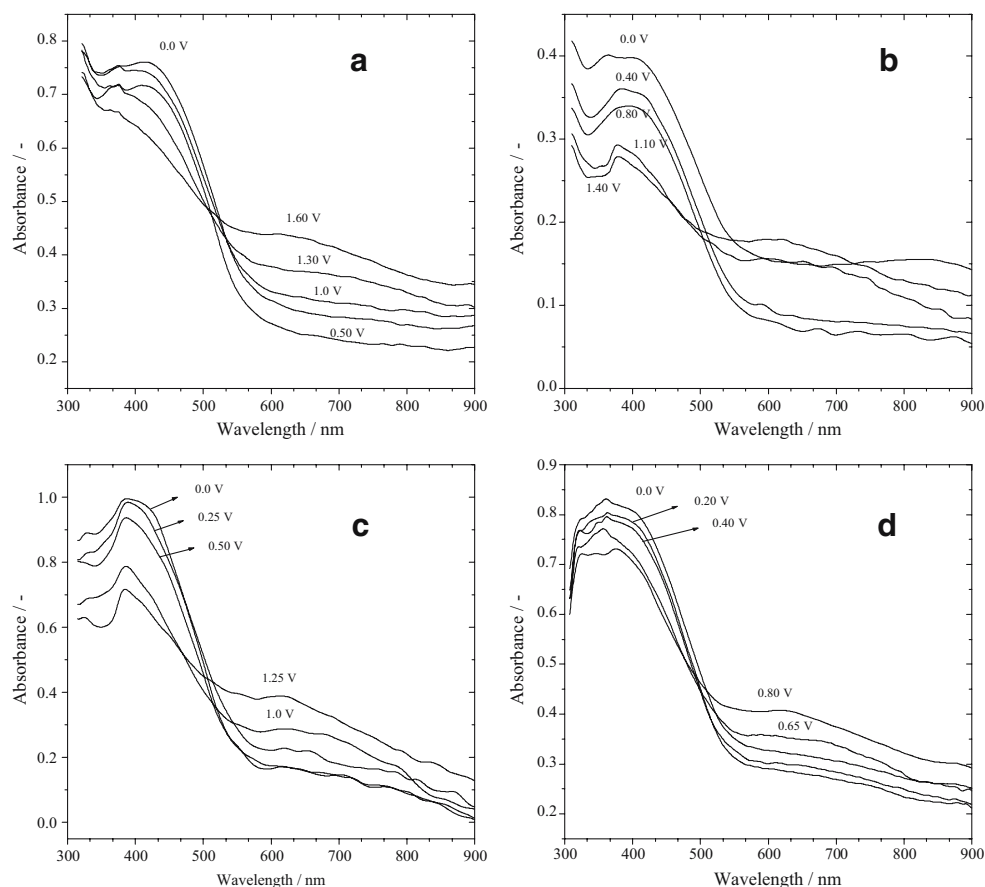 a
0.0 V
1.60 V
1.30 V
1.0 V
0.50 V
0.8
0.7
0.6
0.5
0.4
0.3
0.2
Absorbance / -
300 400 500 600 700 800 900
Wavelength / nm
b
0.0 V
0.40 V
0.80 V
1.10 V
1.40 V
0.4
0.3
0.2
0.1
0.0
Absorbance / -
300 400 500 600 700 800 900
Wavelength / nm
c
0.0 V
0.25 V
0.50 V
1.25 V
1.0 V
1.0
0.8
0.6
0.4
0.2
0.0
Absorbance / -
300 400 500 600 700 800 900
Wavelength / nm
d
0.0 V
0.20 V
0.40 V
0.80 V
0.65 V
0.9
0.8
0.7
0.6
0.5
0.4
0.3
0.2
Absorbance / -
300 400 500 600 700 800 900
Wavelength / nm